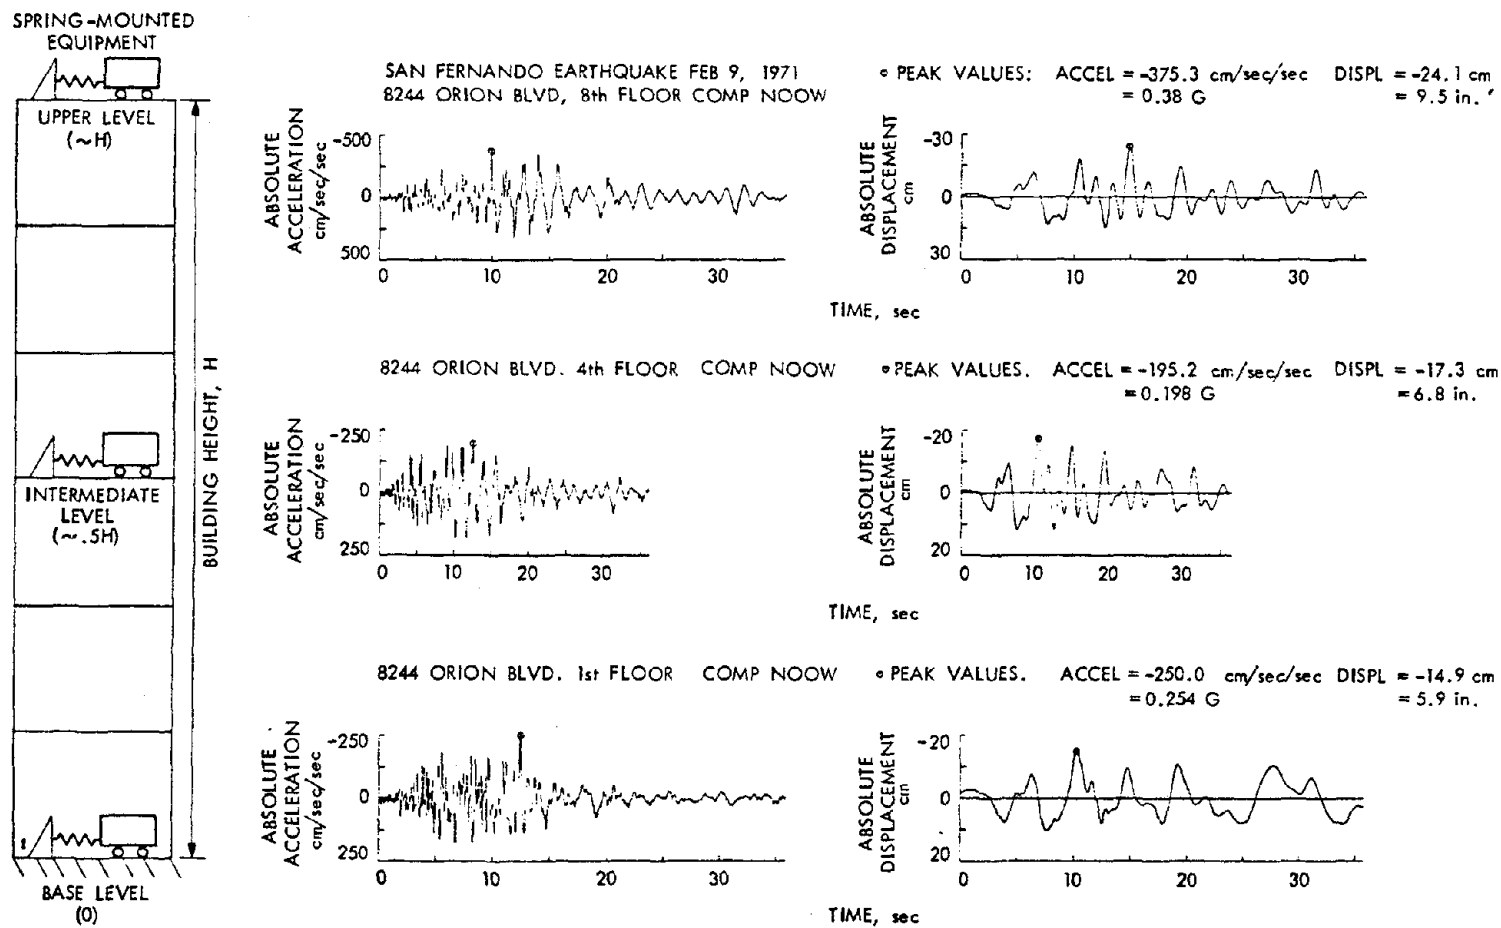 SPRING-MOUNTED
EQUIPMENT
UPPER LEVEL
(~H)
INTERMEDIATE
LEVEL
(~.5H)
BASE LEVEL
(0)
BUILDING HEIGHT, H
SAN FERNANDO EARTHQUAKE FEB 9, 1971
8244 ORION BLVD, 8th FLOOR COMP NOOW
PEAK VALUES: ACCEL = -375.3 cm/sec/sec DISPL = -24.1 cm
= 0.38 G = 9.5 in.
ABSOLUTE
ACCELERATION
cm/sec/sec
-500
0
500
0 10 20 30
ABSOLUTE
DISPLACEMENT
cm
-30
0
30
0 10 20 30
TIME, sec
8244 ORION BLVD. 4th FLOOR COMP NOOW
PEAK VALUES. ACCEL = -195.2 cm/sec/sec DISPL = -17.3 cm
= 0.198 G = 6.8 in.
ABSOLUTE
ACCELERATION
cm/sec/sec
-250
0
250
0 10 20 30
ABSOLUTE
DISPLACEMENT
cm
-20
0
20
0 10 20 30
TIME, sec
8244 ORION BLVD. 1st FLOOR COMP NOOW
PEAK VALUES. ACCEL = -250.0 cm/sec/sec DISPL = -14.9 cm
= 0.254 G = 5.9 in.
ABSOLUTE
ACCELERATION
cm/sec/sec
-250
0
250
0 10 20 30
ABSOLUTE
DISPLACEMENT
cm
-20
0
20
0 10 20 30
TIME, sec